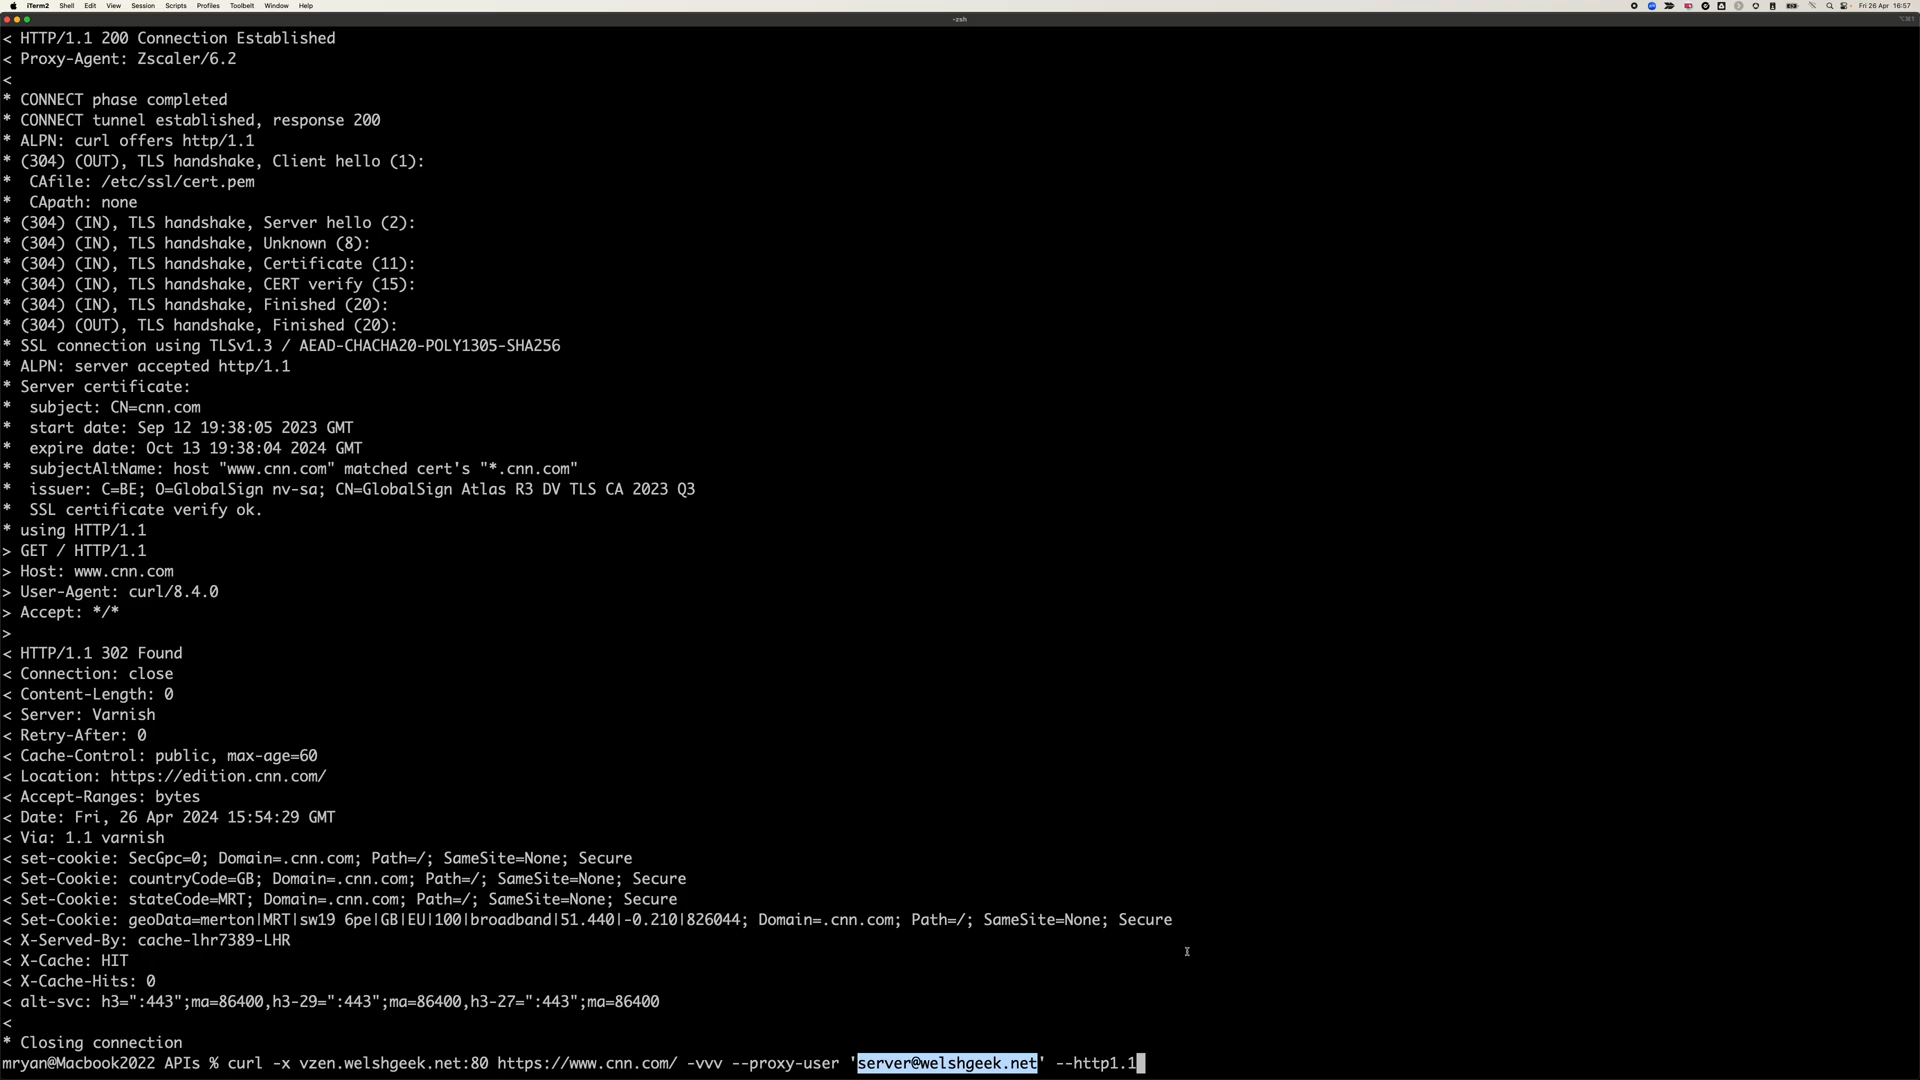 iTerm2 Shell Edit View Session Scripts Profiles Toolbelt Window Help Fri 26 Apr 16:57
-zsh
< HTTP/1.1 200 Connection Established
< Proxy-Agent: Zscaler/6.2
<
* CONNECT phase completed
* CONNECT tunnel established, response 200
* ALPN: curl offers http/1.1
* (304) (OUT), TLS handshake, Client hello (1):
*  CAfile: /etc/ssl/cert.pem
*  CApath: none
* (304) (IN), TLS handshake, Server hello (2):
* (304) (IN), TLS handshake, Unknown (8):
* (304) (IN), TLS handshake, Certificate (11):
* (304) (IN), TLS handshake, CERT verify (15):
* (304) (IN), TLS handshake, Finished (20):
* (304) (OUT), TLS handshake, Finished (20):
* SSL connection using TLSv1.3 / AEAD-CHACHA20-POLY1305-SHA256
* ALPN: server accepted http/1.1
* Server certificate:
*  subject: CN=cnn.com
*  start date: Sep 12 19:38:05 2023 GMT
*  expire date: Oct 13 19:38:04 2024 GMT
*  subjectAltName: host "www.cnn.com" matched cert's "*.cnn.com"
*  issuer: C=BE; O=GlobalSign nv-sa; CN=GlobalSign Atlas R3 DV TLS CA 2023 Q3
*  SSL certificate verify ok.
* using HTTP/1.1
> GET / HTTP/1.1
> Host: www.cnn.com
> User-Agent: curl/8.4.0
> Accept: */*
>
< HTTP/1.1 302 Found
< Connection: close
< Content-Length: 0
< Server: Varnish
< Retry-After: 0
< Cache-Control: public, max-age=60
< Location: https://edition.cnn.com/
< Accept-Ranges: bytes
< Date: Fri, 26 Apr 2024 15:54:29 GMT
< Via: 1.1 varnish
< set-cookie: SecGpc=0; Domain=.cnn.com; Path=/; SameSite=None; Secure
< Set-Cookie: countryCode=GB; Domain=.cnn.com; Path=/; SameSite=None; Secure
< Set-Cookie: stateCode=MRT; Domain=.cnn.com; Path=/; SameSite=None; Secure
< Set-Cookie: geoData=merton|MRT|sw19 6pe|GB|EU|100|broadband|51.440|-0.210|826044; Domain=.cnn.com; Path=/; SameSite=None; Secure
< X-Served-By: cache-lhr7389-LHR
< X-Cache: HIT
< X-Cache-Hits: 0
< alt-svc: h3=":443";ma=86400,h3-29=":443";ma=86400,h3-27=":443";ma=86400
<
* Closing connection
mryan@Macbook2022 APIs % curl -x vzen.welshgeek.net:80 https://www.cnn.com/ -vvv --proxy-user 'server@welshgeek.net' --http1.1